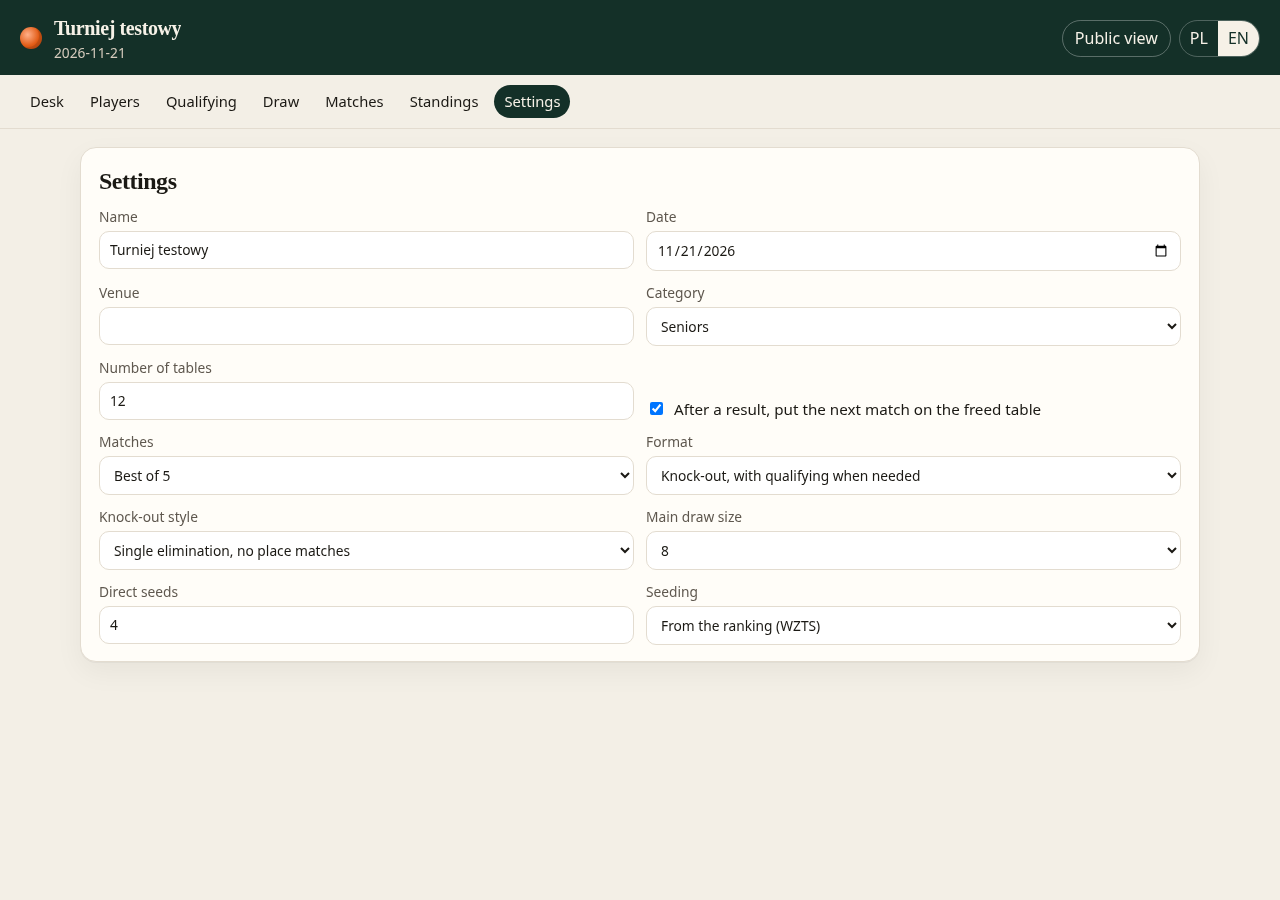 Turniej testowy
2026-11-21
Public view
PL
EN
Desk
Players
Qualifying
Draw
Matches
Standings
Settings
Settings
Name
Date
Turniej testowy
11/21/2026
Venue
Category
Seniors
Number of tables
12
After a result, put the next match on the freed table
Matches
Format
Best of 5
Knock-out, with qualifying when needed
Knock-out style
Main draw size
Single elimination, no place matches
8
Direct seeds
Seeding
4
From the ranking (WZTS)